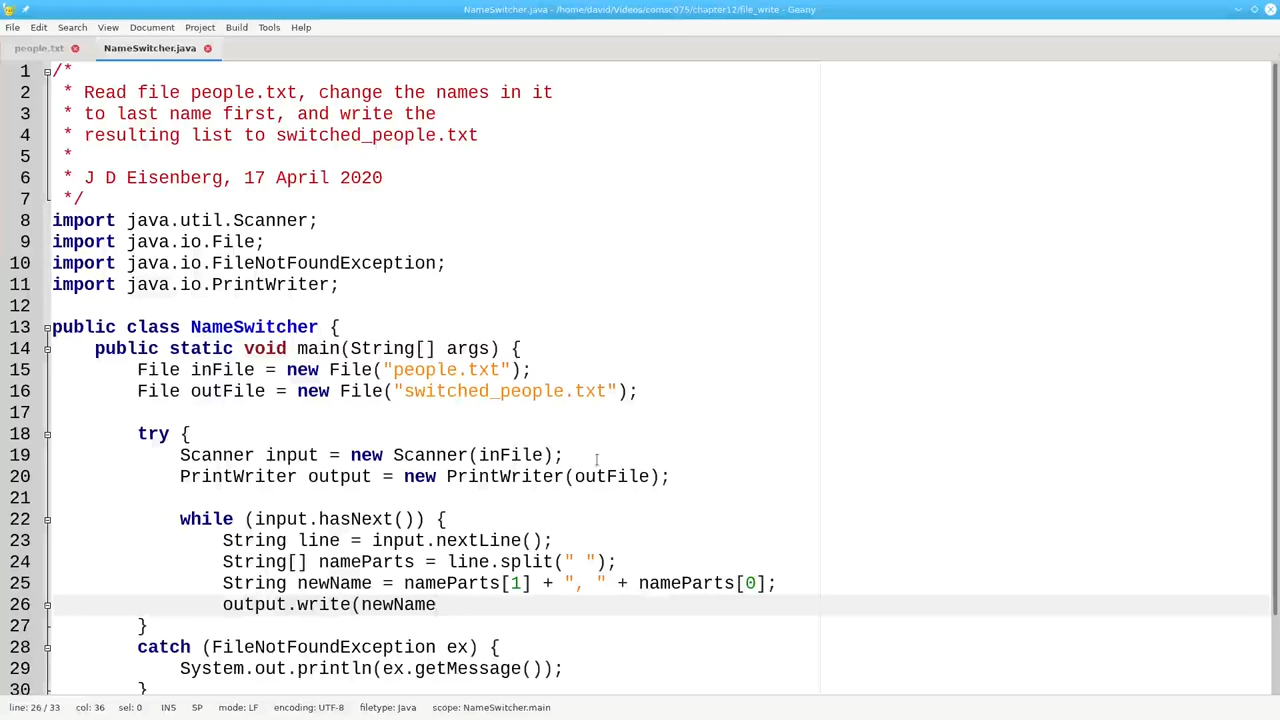 NameSwitcher.java - /home/david/Videos/comsc075/chapter12/file_write - Geany
File Edit Search View Document Project Build Tools Help
people.txt NameSwitcher.java
1 /*
2 * Read file people.txt, change the names in it
3 * to last name first, and write the
4 * resulting list to switched_people.txt
5 *
6 * J D Eisenberg, 17 April 2020
7 */
8 import java.util.Scanner;
9 import java.io.File;
10 import java.io.FileNotFoundException;
11 import java.io.PrintWriter;
12
13 public class NameSwitcher {
14 public static void main(String[] args) {
15 File inFile = new File("people.txt");
16 File outFile = new File("switched_people.txt");
17
18 try {
19 Scanner input = new Scanner(inFile);
20 PrintWriter output = new PrintWriter(outFile);
21
22 while (input.hasNext()) {
23 String line = input.nextLine();
24 String[] nameParts = line.split(" ");
25 String newName = nameParts[1] + ", " + nameParts[0];
26 output.write(newName
27 }
28 catch (FileNotFoundException ex) {
29 System.out.println(ex.getMessage());
30 }
line: 26 / 33 col: 36 sel: 0 INS SP mode: LF encoding: UTF-8 filetype: Java scope: NameSwitcher.main